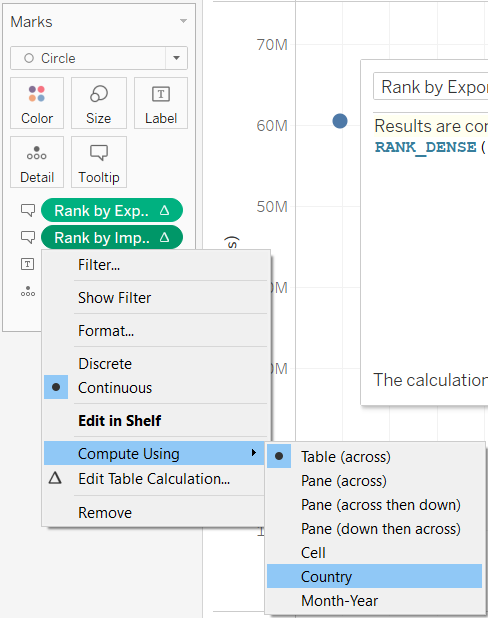 Marks
Circle
Color
Size
Label
Detail
Tooltip
Rank by Exp..
Rank by Imp..
Filter...
Show Filter
Format...
Discrete
Continuous
Edit in Shelf
Compute Using
Edit Table Calculation...
Remove
Table (across)
Pane (across)
Pane (across then down)
Pane (down then across)
Cell
Country
Month-Year
70M
60M
50M
40M
0M
s)
Rank by Expor
Results are co
RANK_DENSE(
The calculation